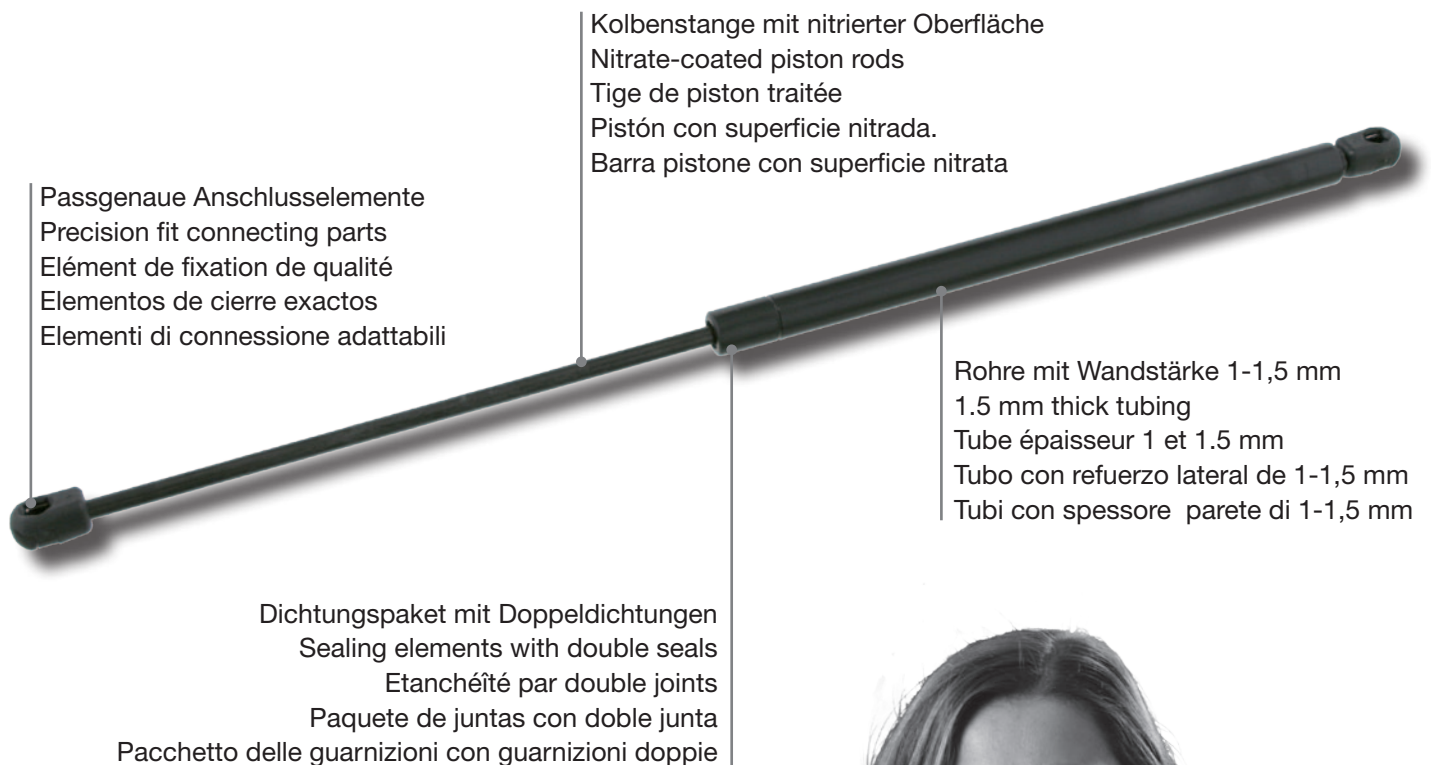 Kolbenstange mit nitrierter Oberfläche
Nitrate-coated piston rods
Tige de piston traitée
Pistón con superficie nitrada.
Barra pistone con superficie nitrata
Passgenaue Anschlusselemente
Precision fit connecting parts
Elément de fixation de qualité
Elementos de cierre exactos
Elementi di connessione adattabili
Rohre mit Wandstärke 1-1,5 mm
1.5 mm thick tubing
Tube épaisseur 1 et 1.5 mm
Tubo con refuerzo lateral de 1-1,5 mm
Tubi con spessore parete di 1-1,5 mm
Dichtungspaket mit Doppeldichtungen
Sealing elements with double seals
Etanchéîté par double joints
Paquete de juntas con doble junta
Pacchetto delle guarnizioni con guarnizioni doppie